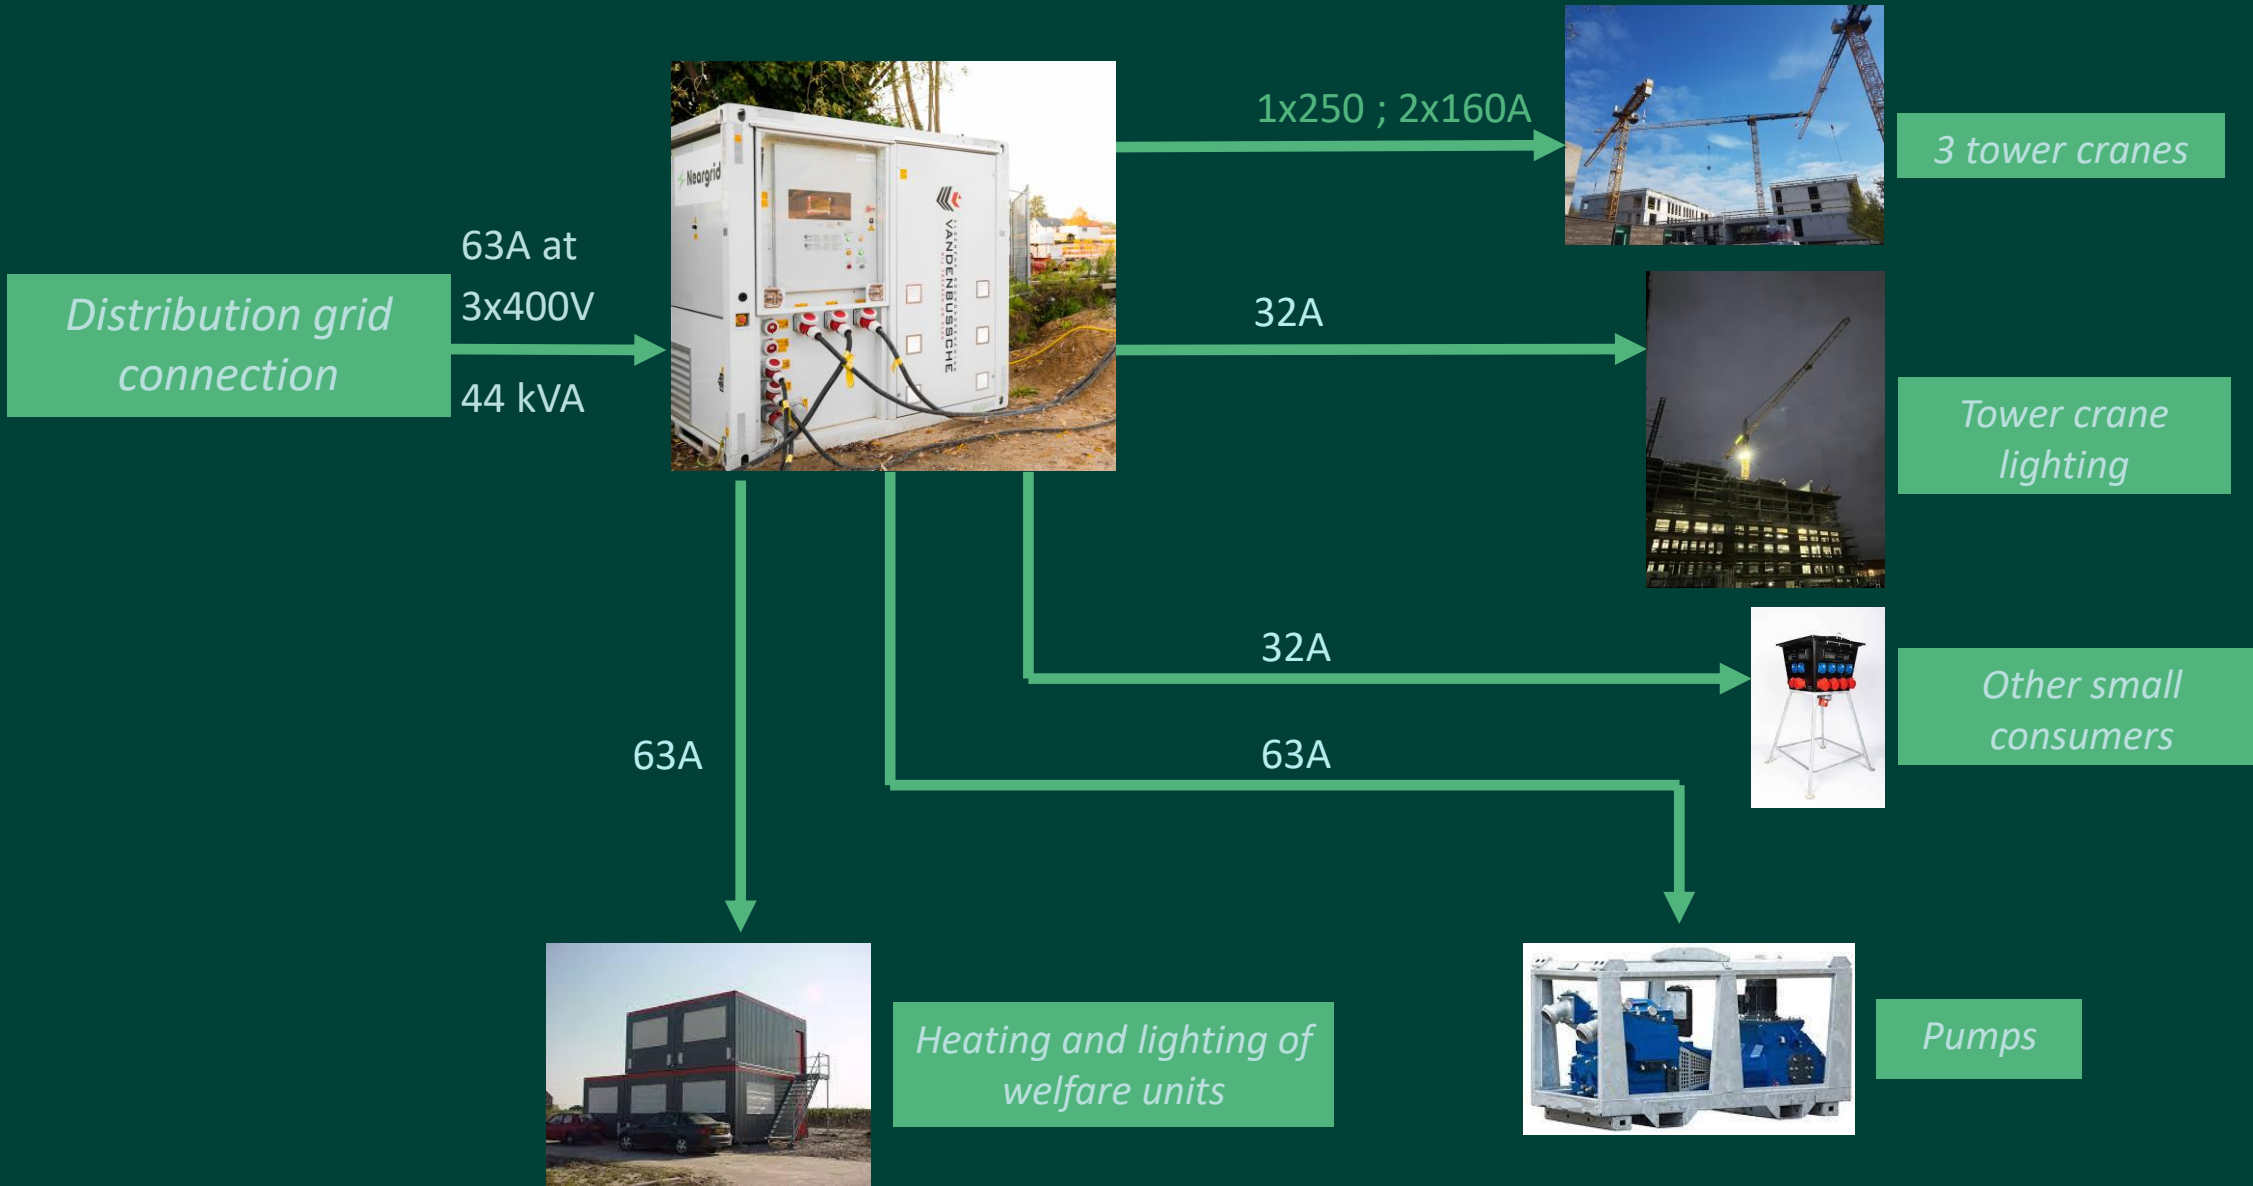 1x250 ; 2x160A
3 tower cranes
Neargrid
VANDENBUSSCHE
63A at
3x400V
44 kVA
Distribution grid
connection
32A
Tower crane
lighting
32A
Other small
consumers
63A
63A
Heating and lighting of
welfare units
Pumps